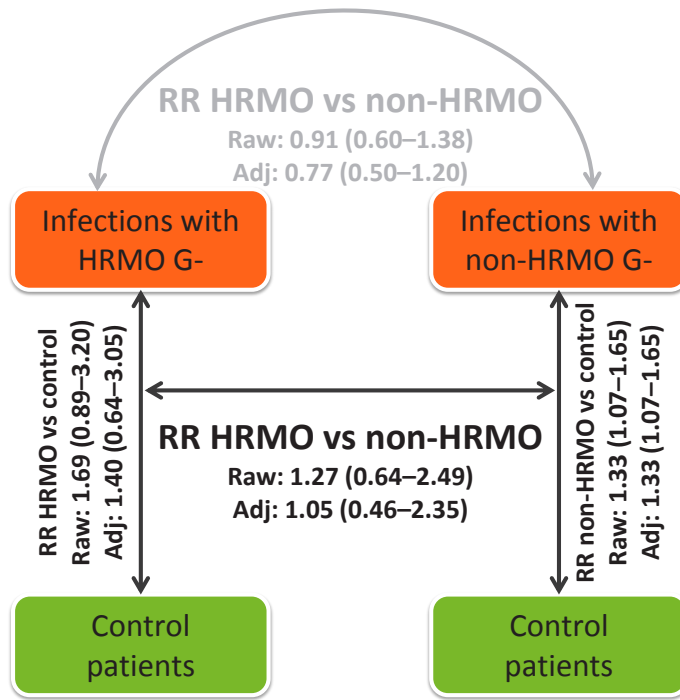 RR HRMO vs non-HRMO
Raw: 0.91 (0.60–1.38)
Adj: 0.77 (0.50–1.20)
Infections with
HRMO G-
Infections with
non-HRMO G-
RR HRMO vs control
Raw: 1.69 (0.89–3.20)
Adj: 1.40 (0.64–3.05)
RR HRMO vs non-HRMO
Raw: 1.27 (0.64–2.49)
Adj: 1.05 (0.46–2.35)
RR non-HRMO vs control
Raw: 1.33 (1.07–1.65)
Adj: 1.33 (1.07–1.65)
Control
patients
Control
patients